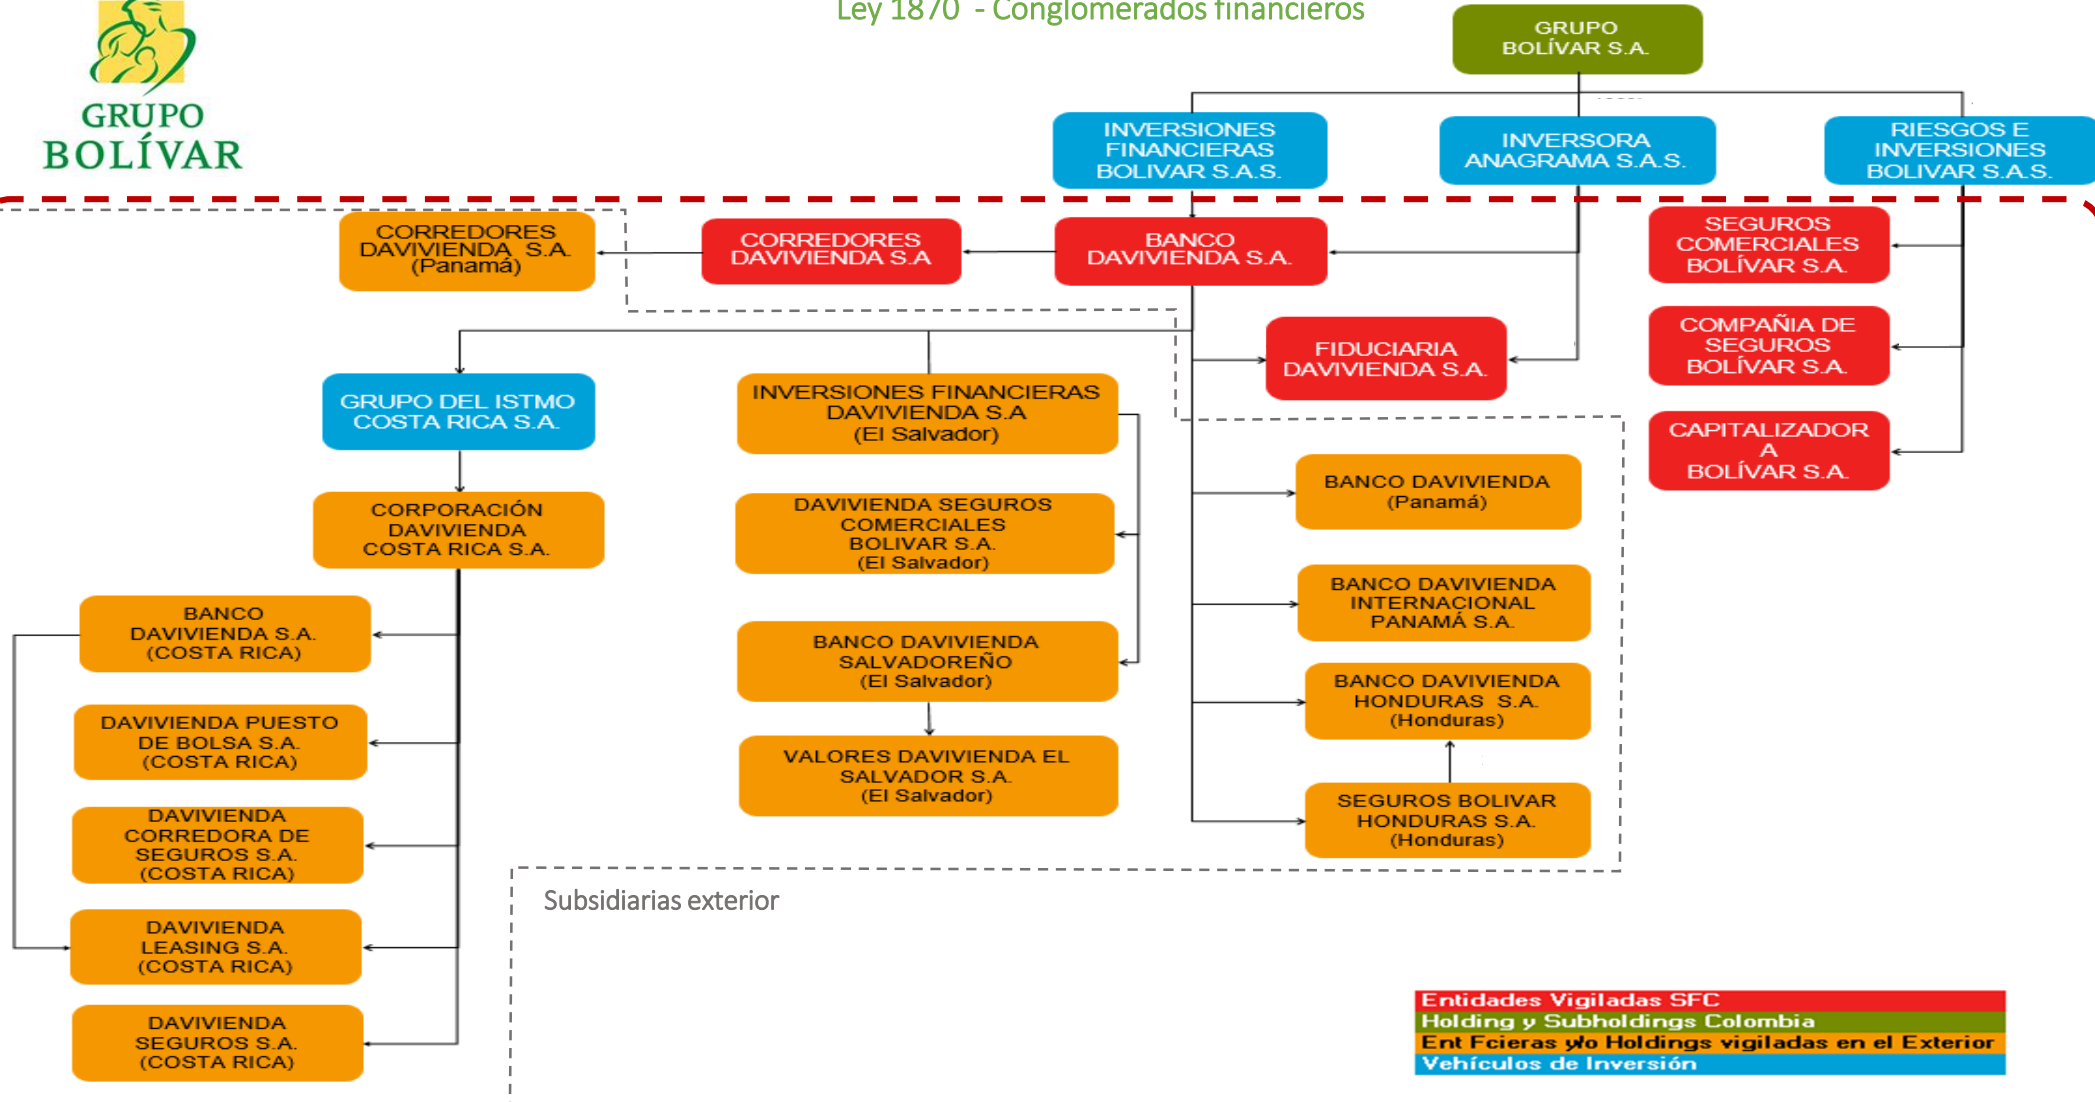 Ley 1870 - Conglomerados financieros
GRUPO
BOLÍVAR
GRUPO
BOLÍVAR S.A.
INVERSIONES
FINANCIERAS
BOLIVAR S.A.S.
INVERSORA
ANAGRAMA S.A.S.
RIESGOS E
INVERSIONES
BOLIVAR S.A.S.
CORREDORES
DAVIVIENDA S.A.
(Panamá)
CORREDORES
DAVIVIENDA S.A
BANCO
DAVIVIENDA S.A.
SEGUROS
COMERCIALES
BOLÍVAR S.A.
FIDUCIARIA
DAVIVIENDA S.A.
COMPAÑIA DE
SEGUROS
BOLÍVAR S.A.
CAPITALIZADOR
A
BOLÍVAR S.A.
GRUPO DEL ISTMO
COSTA RICA S.A.
INVERSIONES FINANCIERAS
DAVIVIENDA S.A
(El Salvador)
CORPORACIÓN
DAVIVIENDA
COSTA RICA S.A.
DAVIVIENDA SEGUROS
COMERCIALES
BOLIVAR S.A.
(El Salvador)
BANCO DAVIVIENDA
(Panamá)
BANCO DAVIVIENDA
INTERNACIONAL
PANAMÁ S.A.
BANCO
DAVIVIENDA S.A.
(COSTA RICA)
BANCO DAVIVIENDA
SALVADOREÑO
(El Salvador)
BANCO DAVIVIENDA
HONDURAS S.A.
(Honduras)
DAVIVIENDA PUESTO
DE BOLSA S.A.
(COSTA RICA)
VALORES DAVIVIENDA EL
SALVADOR S.A.
(El Salvador)
SEGUROS BOLIVAR
HONDURAS S.A.
(Honduras)
DAVIVIENDA
CORREDORA DE
SEGUROS S.A.
(COSTA RICA)
DAVIVIENDA
LEASING S.A.
(COSTA RICA)
DAVIVIENDA
SEGUROS S.A.
(COSTA RICA)
Subsidiarias exterior
Entidades Vigiladas SFC
Holding y Subholdings Colombia
Ent Fcieras y/o Holdings vigiladas en el Exterior
Vehículos de Inversión